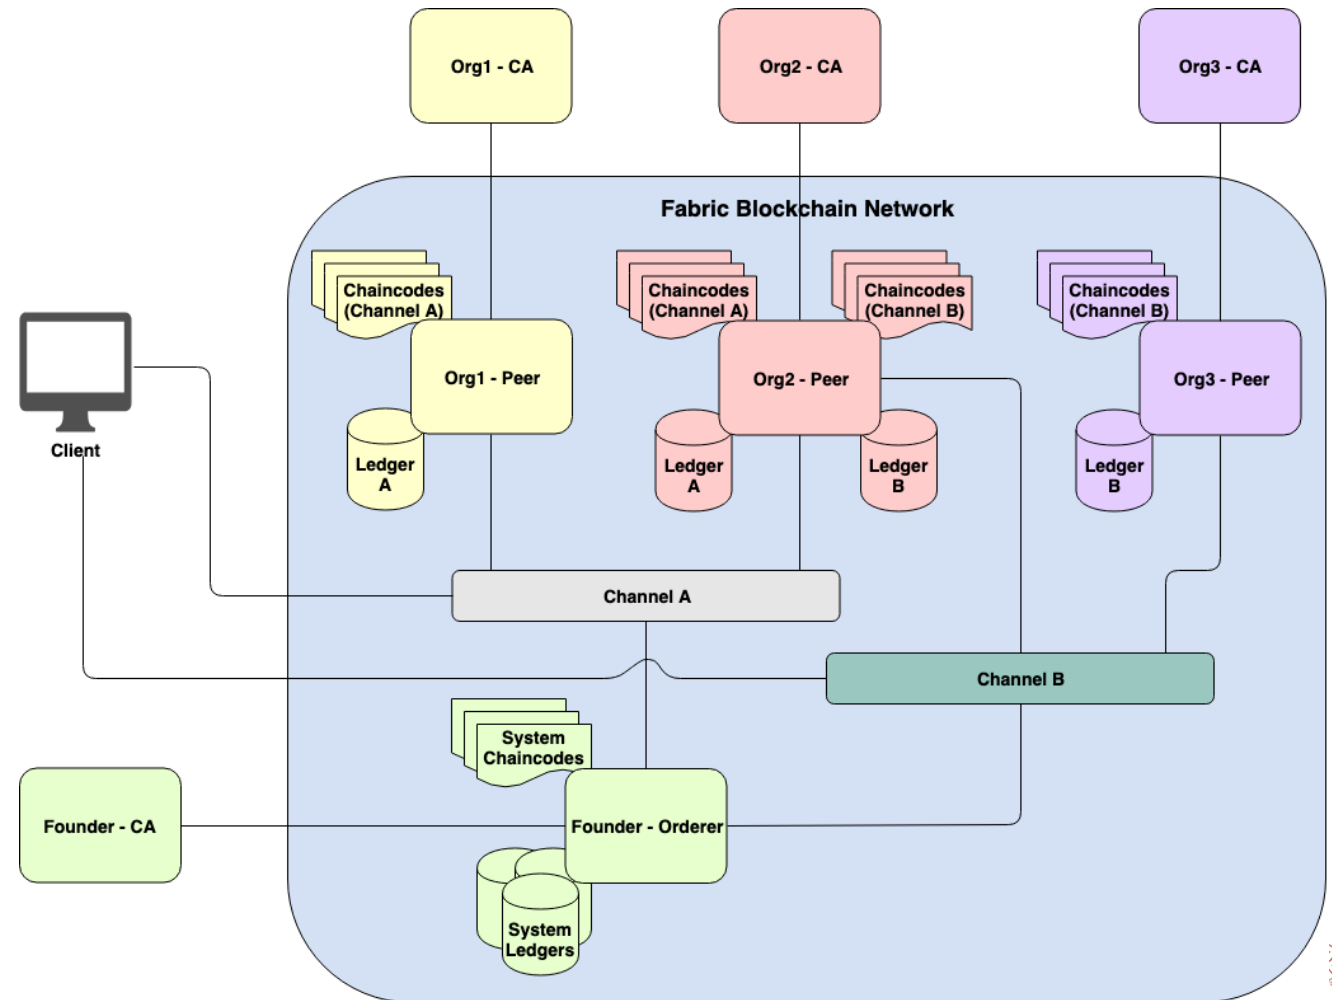 Org1 - CA
Org2 - CA
Org3 - CA
Fabric Blockchain Network
Chaincodes
(Channel A)
Chaincodes
(Channel A)
Chaincodes
(Channel B)
Chaincodes
(Channel B)
Org1 - Peer
Org2 - Peer
Org3 - Peer
Client
Ledger
A
Ledger
A
Ledger
B
Ledger
B
Channel A
Channel B
System
Chaincodes
Founder - CA
Founder - Orderer
System
Ledgers